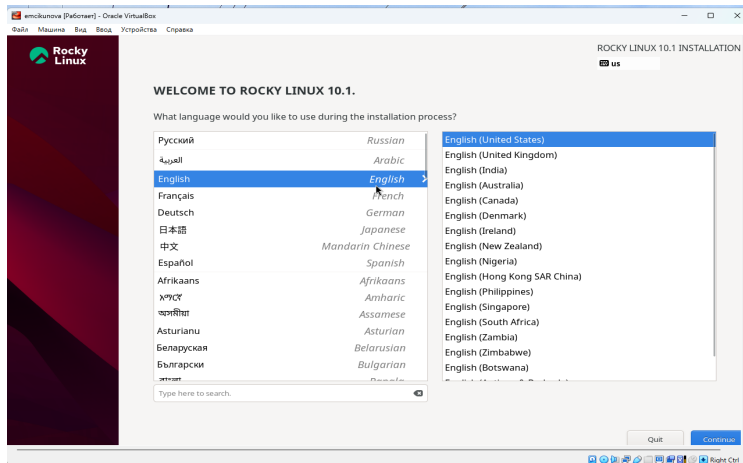 emcikunova [Работает] - Oracle VirtualBox
Файл Машина Вид Ввод Устройства Справка
Rocky
Linux
ROCKY LINUX 10.1 INSTALLATION
us
WELCOME TO ROCKY LINUX 10.1.
What language would you like to use during the installation process?
Русский Russian
العربية Arabic
English English
Français French
Deutsch German
日本語 Japanese
中文 Mandarin Chinese
Español Spanish
Afrikaans Afrikaans
አማርኛ Amharic
অসমীয়া Assamese
Asturianu Asturian
Беларуская Belarusian
Български Bulgarian
English (United States)
English (United Kingdom)
English (India)
English (Australia)
English (Canada)
English (Denmark)
English (Ireland)
English (New Zealand)
English (Nigeria)
English (Hong Kong SAR China)
English (Philippines)
English (Singapore)
English (South Africa)
English (Zambia)
English (Zimbabwe)
English (Botswana)
Type here to search.
Quit Continue
Right Ctrl